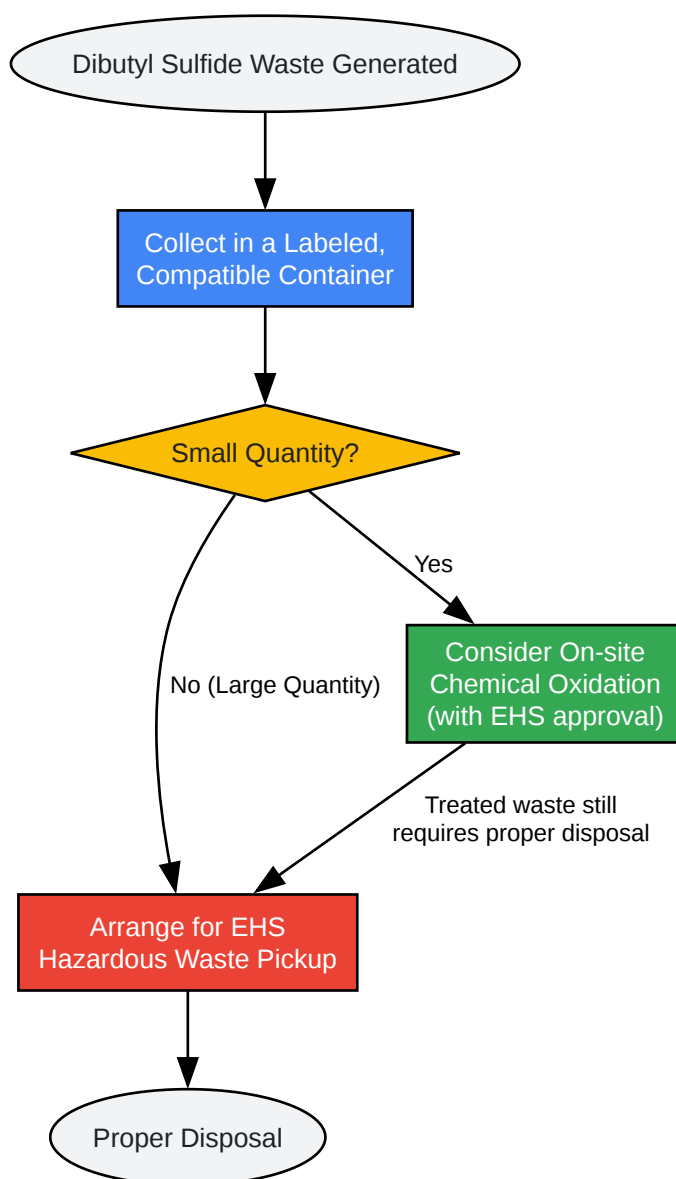 Dibutyl Sulfide Waste Generated
Collect in a Labeled,
Compatible Container
Small Quantity?
Yes
Consider On-site
Chemical Oxidation
(with EHS approval)
No (Large Quantity)
Treated waste still
requires proper disposal
Arrange for EHS
Hazardous Waste Pickup
Proper Disposal